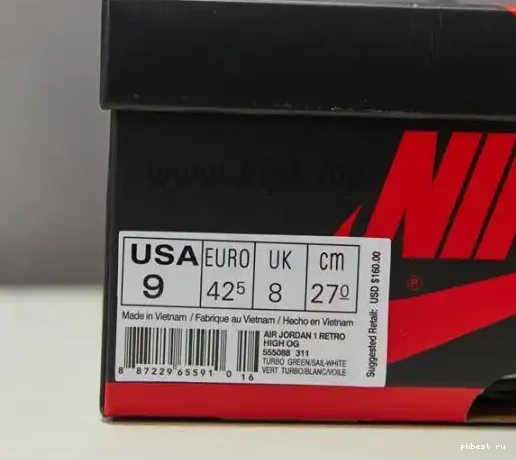 NIK
®
USA EURO UK cm
9 42⁵ 8 27⁰
Made in Vietnam / Fabrique au Vietnam / Hecho en Vietnam
AIR JORDAN 1 RETRO
HIGH OG
555088 311
TURBO GREEN/SAIL-WHITE
VERT TURBO/BLANC/VOILE
8 87229 65591 0 16
Suggested Retail: USD $160.00
phbest ru